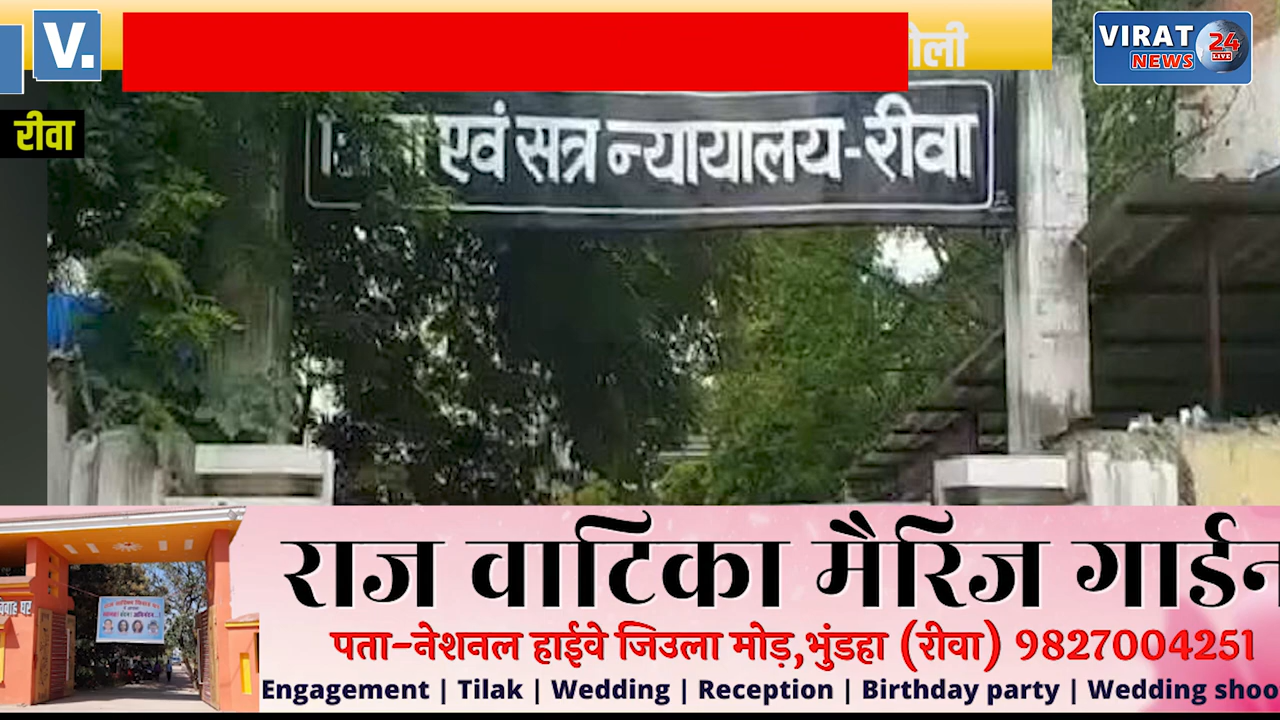 V.
ोली
VIRAT
NEWS
24
LIVE
रीवा
एवं सत्र न्यायालय-रीवा
राज वाटिका मैरिज गार्डन
पता-नेशनल हाईवे जिउला मोड़,भुंडहा (रीवा) 9827004251
Engagement | Tilak | Wedding | Reception | Birthday party | Wedding shoo